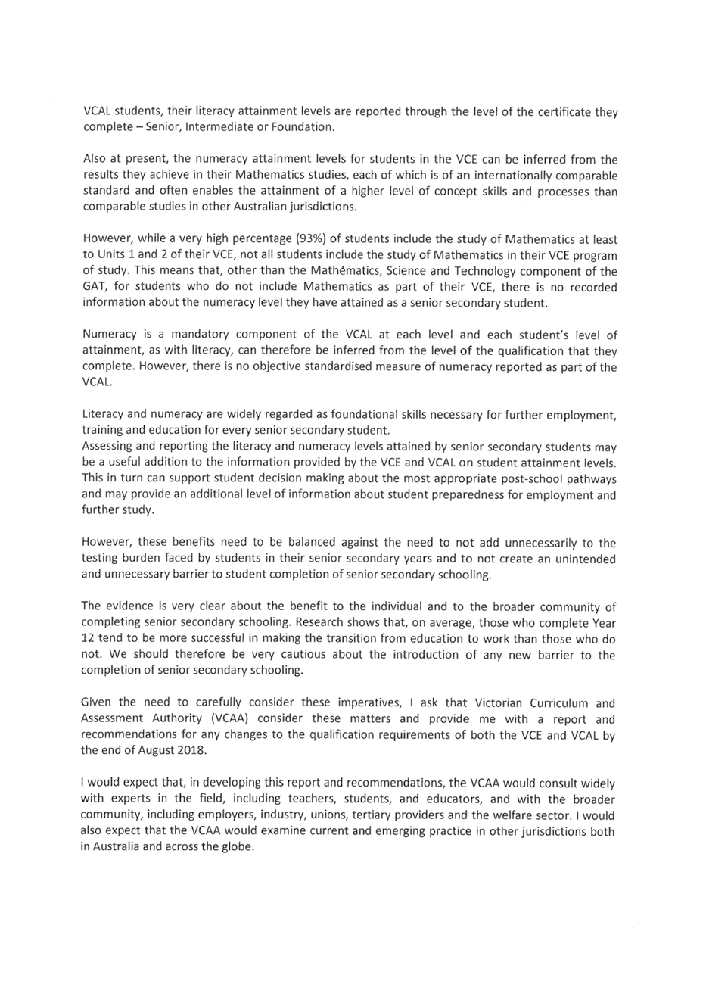 VCAL students, their literacy attainment levels are reported through the level of the certificate they
complete – Senior, Intermediate or Foundation.
Also at present, the numeracy attainment levels for students in the VCE can be inferred from the
results they achieve in their Mathematics studies, each of which is of an internationally comparable
standard and often enables the attainment of a higher level of concept skills and processes than
comparable studies in other Australian jurisdictions.
However, while a very high percentage (93%) of students include the study of Mathematics at least
to Units 1 and 2 of their VCE, not all students include the study of Mathematics in their VCE program
of study. This means that, other than the Mathematics, Science and Technology component of the
GAT, for students who do not include Mathematics as part of their VCE, there is no recorded
information about the numeracy level they have attained as a senior secondary student.
Numeracy is a mandatory component of the VCAL at each level and each student's level of
attainment, as with literacy, can therefore be inferred from the level of the qualification that they
complete. However, there is no objective standardised measure of numeracy reported as part of the
VCAL.
Literacy and numeracy are widely regarded as foundational skills necessary for further employment,
training and education for every senior secondary student.
Assessing and reporting the literacy and numeracy levels attained by senior secondary students may
be a useful addition to the information provided by the VCE and VCAL on student attainment levels.
This in turn can support student decision making about the most appropriate post-school pathways
and may provide an additional level of information about student preparedness for employment and
further study.
However, these benefits need to be balanced against the need to not add unnecessarily to the
testing burden faced by students in their senior secondary years and to not create an unintended
and unnecessary barrier to student completion of senior secondary schooling.
The evidence is very clear about the benefit to the individual and to the broader community of
completing senior secondary schooling. Research shows that, on average, those who complete Year
12 tend to be more successful in making the transition from education to work than those who do
not. We should therefore be very cautious about the introduction of any new barrier to the
completion of senior secondary schooling.
Given the need to carefully consider these imperatives, I ask that Victorian Curriculum and
Assessment Authority (VCAA) consider these matters and provide me with a report and
recommendations for any changes to the qualification requirements of both the VCE and VCAL by
the end of August 2018.
I would expect that, in developing this report and recommendations, the VCAA would consult widely
with experts in the field, including teachers, students, and educators, and with the broader
community, including employers, industry, unions, tertiary providers and the welfare sector. I would
also expect that the VCAA would examine current and emerging practice in other jurisdictions both
in Australia and across the globe.